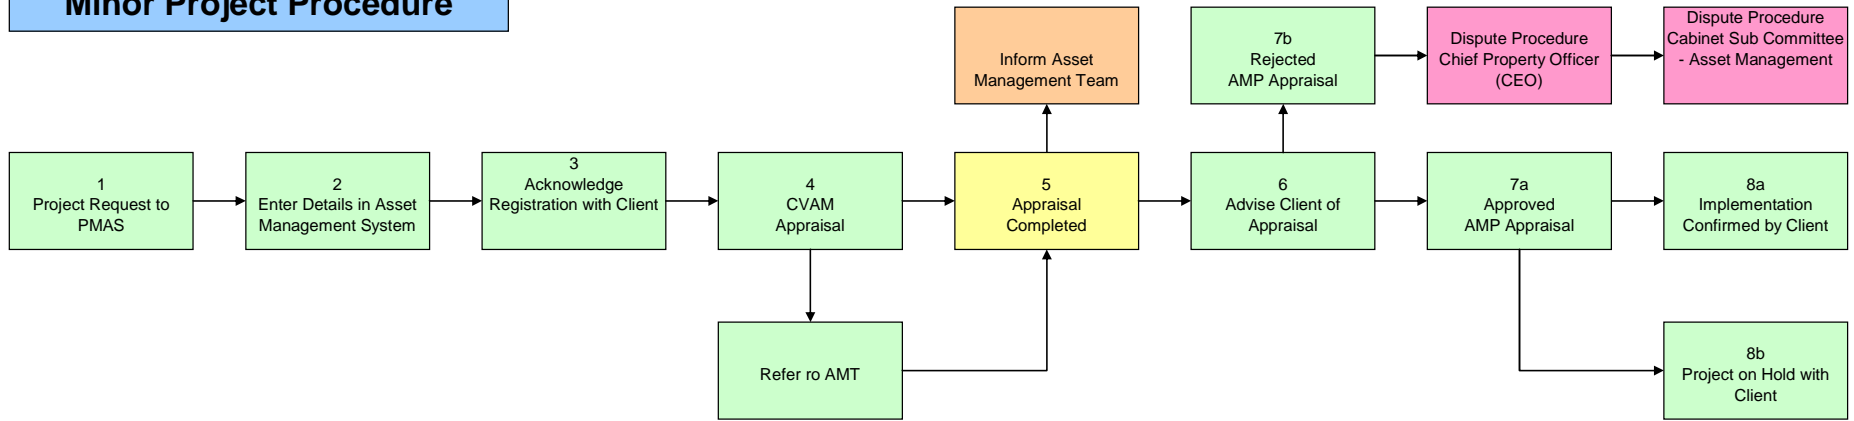 Minor Project Procedure
Inform Asset
Management Team
7b
Rejected
AMP Appraisal
Dispute Procedure
Chief Property Officer
(CEO)
Dispute Procedure
Cabinet Sub Committee
- Asset Management
1
Project Request to
PMAS
2
Enter Details in Asset
Management System
3
Acknowledge
Registration with Client
4
CVAM
Appraisal
5
Appraisal
Completed
6
Advise Client of
Appraisal
7a
Approved
AMP Appraisal
8a
Implementation
Confirmed by Client
Refer ro AMT
8b
Project on Hold with
Client